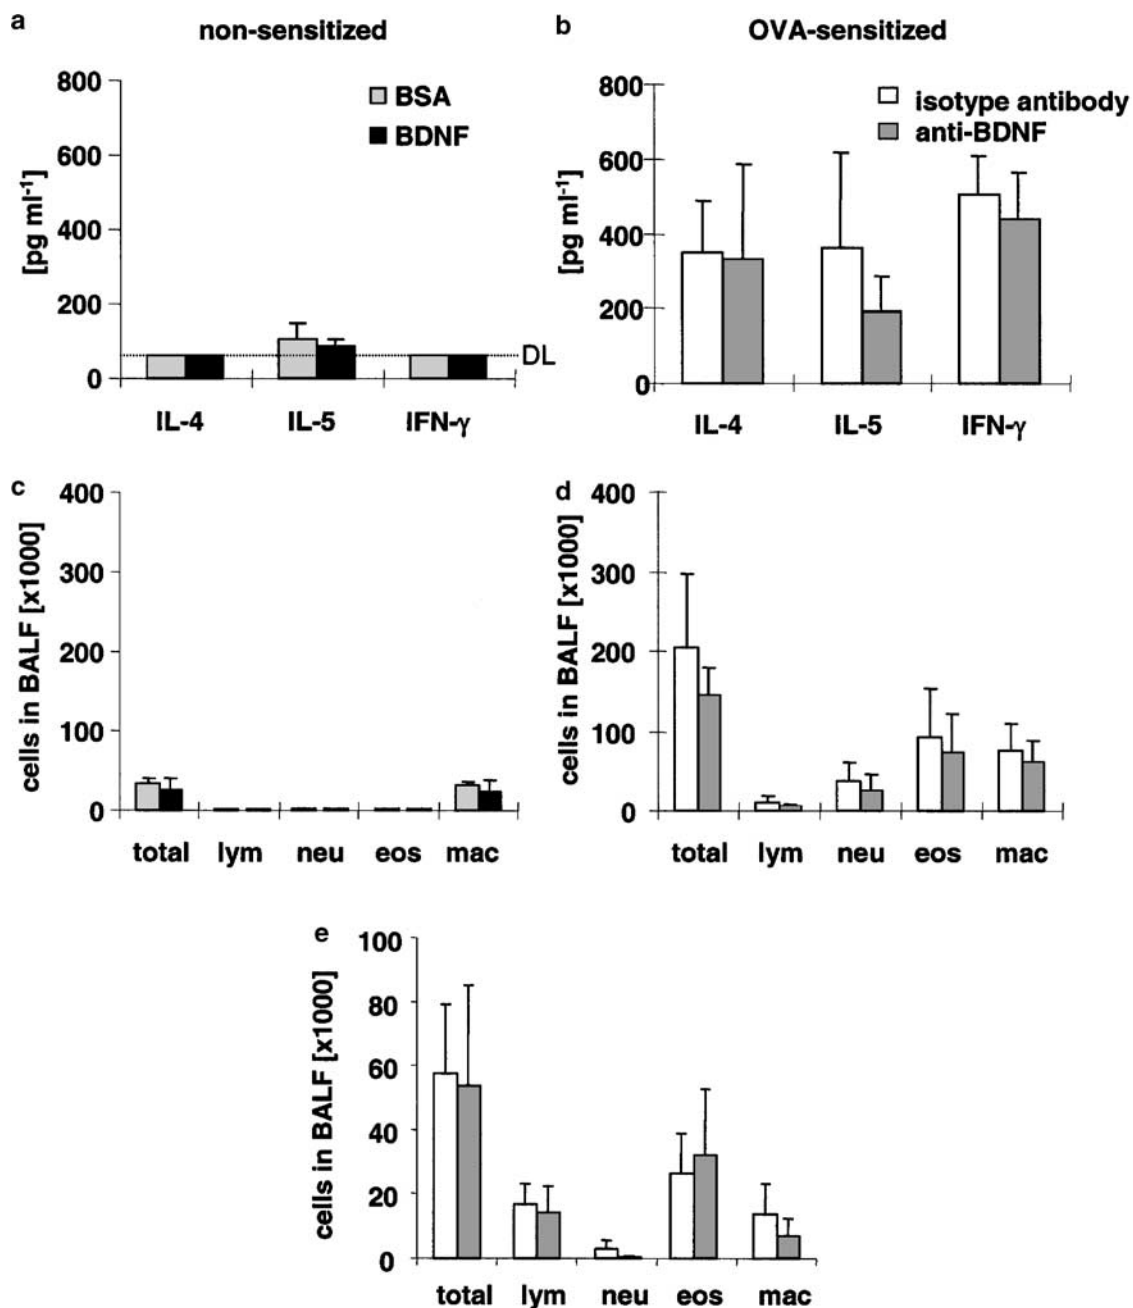 a
non-sensitized
800
600
400
200
0
[pg ml-1]
BSA
BDNF
DL
IL-4 IL-5 IFN-γ
b
OVA-sensitized
800
600
400
200
0
[pg ml-1]
isotype antibody
anti-BDNF
IL-4 IL-5 IFN-γ
c
400
300
200
100
0
cells in BALF [x1000]
total lym neu eos mac
d
400
300
200
100
0
cells in BALF [x1000]
total lym neu eos mac
e
100
80
60
40
20
0
cells in BALF [x1000]
total lym neu eos mac